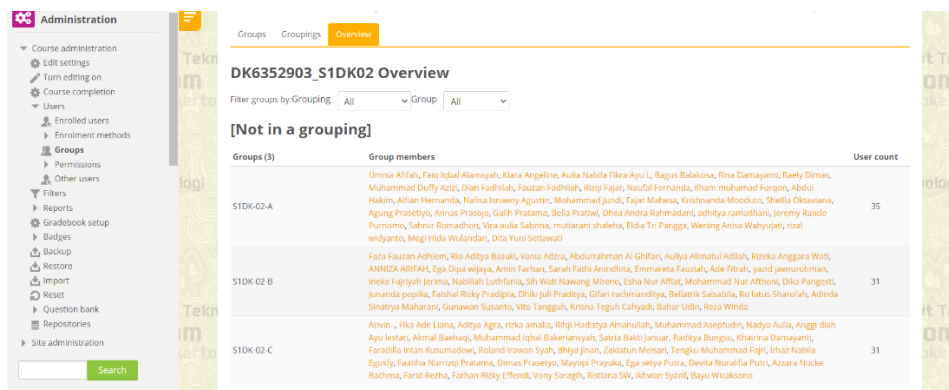 Administration
Course administration
Edit settings
Turn editing on
Course completion
Users
Enrolled users
Enrolment methods
Groups
Permissions
Other users
Filters
Reports
Gradebook setup
Badges
Backup
Restore
Import
Reset
Question bank
Repositories
Site administration
Search
Groups Groupings Overview
DK6352903_S1DK02 Overview
Filter groups by:Grouping All Group All
[Not in a grouping]
Groups (3) Group members User count
Umnia Afifah, Faiq Iqbal Alamsyah, Kiara Angeline, Aulia Nabila Fikra Ayu L, Bagus Balakosa, Rina Damayanti, Raely Dimas,
Muhammad Duffy Azizi, Dian Fadhilah, Fauzan Fadhilah, Rizqi Fajar, Naufal Fernanda, Ilham muhamad Furqon, Abdul
Hakim, Alfian Hernanda, Nafisa Isnaeny Agustin, Mohammad Jundi, Fajar Mahesa, Krishnanda Mooduto, Sheilla Oktaviana,
S1DK-02-A 35
Agung Prasetiyo, Annas Prasojo, Galih Pratama, Bella Pratiwi, Dhea Andra Rahmadani, adhitya ramadhani, Jeremy Rando
Purnomo, Sahrur Romadhon, Vira aulia Sabrina, mutiarani shaleha, Eldia Tri Pangga, Wening Anisa Wahyujati, rizal
widyanto, Megi Hida Wulandari, Dita Yuni Setiawati
Faza Fauzan Adhiem, Rio Aditya Basuki, Vania Adzra, Abdurrahman Al Ghifari, Auliya Alimatul Adilah, Rizeka Anggara Wati,
ANNIZA ARIFAH, Ega Dipa wijaya, Amin Farhan, Sarah Fathi Anindhita, Emmareta Fauziah, Ade Fitrah, yazid jaenurohman,
Ineke Fajriyah Jerima, Nabillah Luthfania, Sih Wati Nawang Mireno, Esha Nur Affiat, Mohammad Nur Afthoni, Dika Pangesti,
S1DK-02-B 31
junanda popilia, Faishal Rizky Pradipta, Dhiki Juli Praditya, Gifari rachmanditya, Bellatrik Salsabila, Ro'fatus Sharofah, Adinda
Sinatrya Maharani, Gunawan Susanto, Vito Tangguh, Krisna Teguh Cahyadi, Bahar Udin, Reza Winda
Arivin ., Fika Ade Liana, Aditya Agra, rizka amalia, Rifqi Hadistya Amanullah, Muhammad Asepfudin, Nadya Aulia, Anggi diah
Ayu lestari, Akmal Baehaqi, Muhammad Iqbal Bakeriansyah, Satria Bakti Januar, Raditya Bungsu, Khairina Damayanti,
Faradilla Intan Kusumadewi, Roland Irawan Syah, dhiya jinan, Zakiatun Meisari, Tengku Muhammad Fajri, Irhaz Nabila
S1DK-02-C 31
Egusfy, Faatiha Nurrizqi Pratama, Dimas Prasetyo, Mayopi Prayuka, Ega setya Putra, Devita Nuralifia Putri, Azzara Nucke
Rachma, Farid Rezha, Farhan Rizky Effendi, Vony Saragih, Ristiana SW, Ikhwan Syarif, Bayu Wicaksono